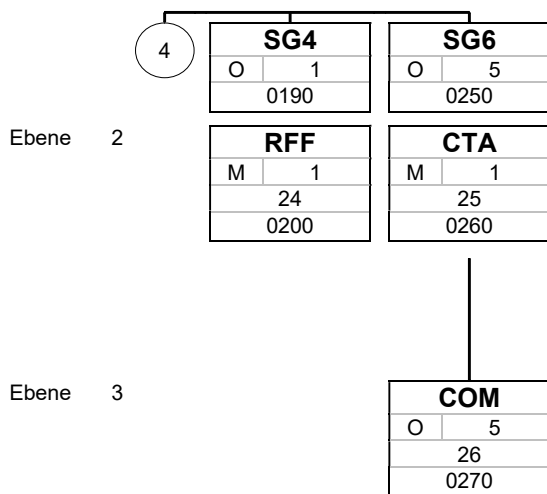 4
SG4 SG6
O 1 O 5
0190 0250
Ebene 2 RFF CTA
M 1 M 1
24 25
0200 0260
Ebene 3 COM
O 5
26
0270